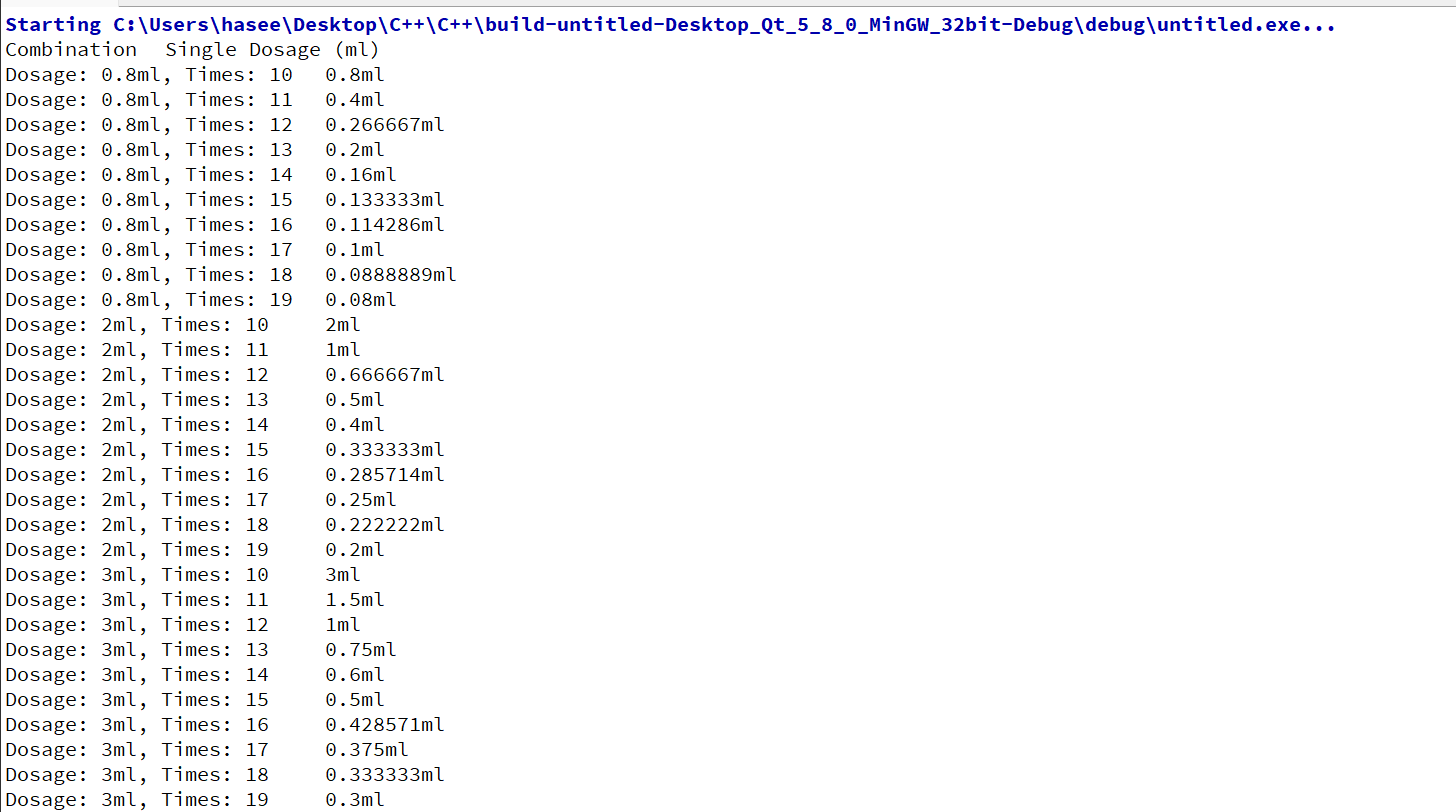 Starting C:\Users\hasee\Desktop\C++\C++\build-untitled-Desktop_Qt_5_8_0_MinGW_32bit-Debug\debug\untitled.exe...
Combination  Single Dosage (ml)
Dosage: 0.8ml, Times: 10  0.8ml
Dosage: 0.8ml, Times: 11  0.4ml
Dosage: 0.8ml, Times: 12  0.266667ml
Dosage: 0.8ml, Times: 13  0.2ml
Dosage: 0.8ml, Times: 14  0.16ml
Dosage: 0.8ml, Times: 15  0.133333ml
Dosage: 0.8ml, Times: 16  0.114286ml
Dosage: 0.8ml, Times: 17  0.1ml
Dosage: 0.8ml, Times: 18  0.0888889ml
Dosage: 0.8ml, Times: 19  0.08ml
Dosage: 2ml, Times: 10  2ml
Dosage: 2ml, Times: 11  1ml
Dosage: 2ml, Times: 12  0.666667ml
Dosage: 2ml, Times: 13  0.5ml
Dosage: 2ml, Times: 14  0.4ml
Dosage: 2ml, Times: 15  0.333333ml
Dosage: 2ml, Times: 16  0.285714ml
Dosage: 2ml, Times: 17  0.25ml
Dosage: 2ml, Times: 18  0.222222ml
Dosage: 2ml, Times: 19  0.2ml
Dosage: 3ml, Times: 10  3ml
Dosage: 3ml, Times: 11  1.5ml
Dosage: 3ml, Times: 12  1ml
Dosage: 3ml, Times: 13  0.75ml
Dosage: 3ml, Times: 14  0.6ml
Dosage: 3ml, Times: 15  0.5ml
Dosage: 3ml, Times: 16  0.428571ml
Dosage: 3ml, Times: 17  0.375ml
Dosage: 3ml, Times: 18  0.333333ml
Dosage: 3ml, Times: 19  0.3ml